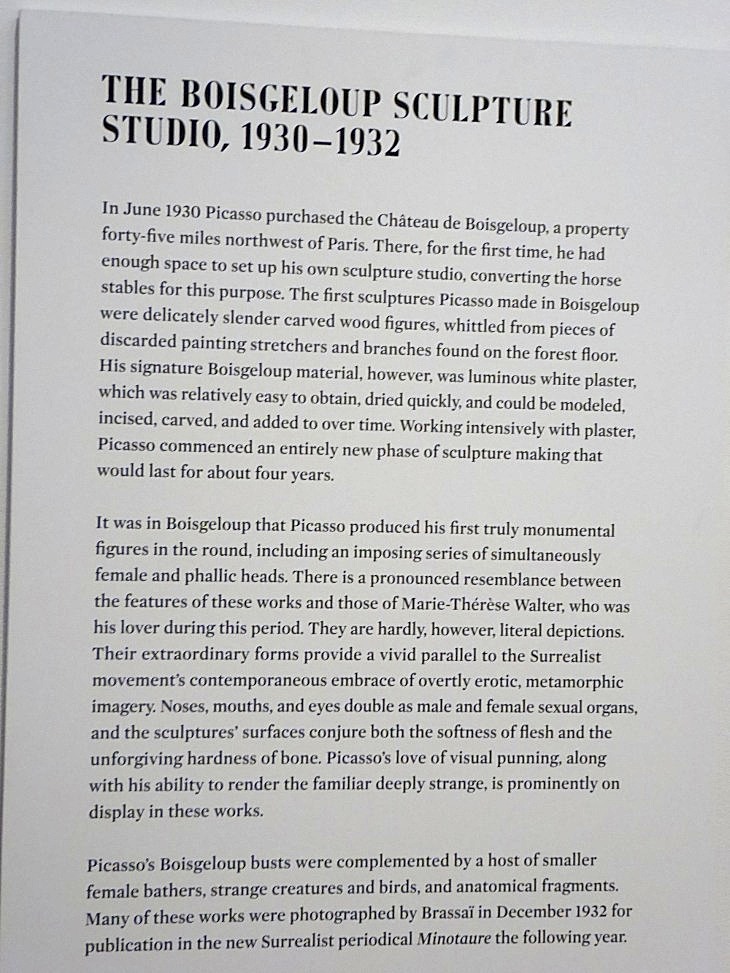 THE BOISGELOUP SCULPTURE
STUDIO, 1930–1932
In June 1930 Picasso purchased the Château de Boisgeloup, a property
forty-five miles northwest of Paris. There, for the first time, he had
enough space to set up his own sculpture studio, converting the horse
stables for this purpose. The first sculptures Picasso made in Boisgeloup
were delicately slender carved wood figures, whittled from pieces of
discarded painting stretchers and branches found on the forest floor.
His signature Boisgeloup material, however, was luminous white plaster,
which was relatively easy to obtain, dried quickly, and could be modeled,
incised, carved, and added to over time. Working intensively with plaster,
Picasso commenced an entirely new phase of sculpture making that
would last for about four years.
It was in Boisgeloup that Picasso produced his first truly monumental
figures in the round, including an imposing series of simultaneously
female and phallic heads. There is a pronounced resemblance between
the features of these works and those of Marie-Thérèse Walter, who was
his lover during this period. They are hardly, however, literal depictions.
Their extraordinary forms provide a vivid parallel to the Surrealist
movement's contemporaneous embrace of overtly erotic, metamorphic
imagery. Noses, mouths, and eyes double as male and female sexual organs,
and the sculptures' surfaces conjure both the softness of flesh and the
unforgiving hardness of bone. Picasso's love of visual punning, along
with his ability to render the familiar deeply strange, is prominently on
display in these works.
Picasso's Boisgeloup busts were complemented by a host of smaller
female bathers, strange creatures and birds, and anatomical fragments.
Many of these works were photographed by Brassaï in December 1932 for
publication in the new Surrealist periodical Minotaure the following year.